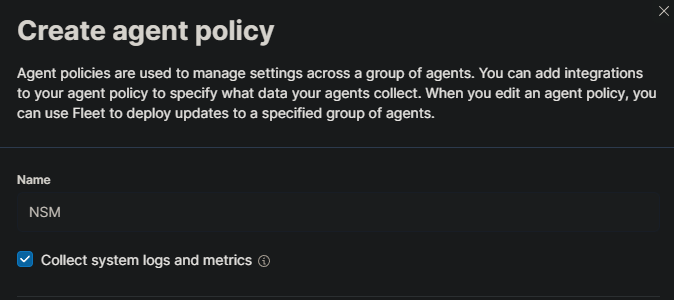 Create agent policy
Agent policies are used to manage settings across a group of agents. You can add integrations
to your agent policy to specify what data your agents collect. When you edit an agent policy, you
can use Fleet to deploy updates to a specified group of agents.
Name
NSM
Collect system logs and metrics